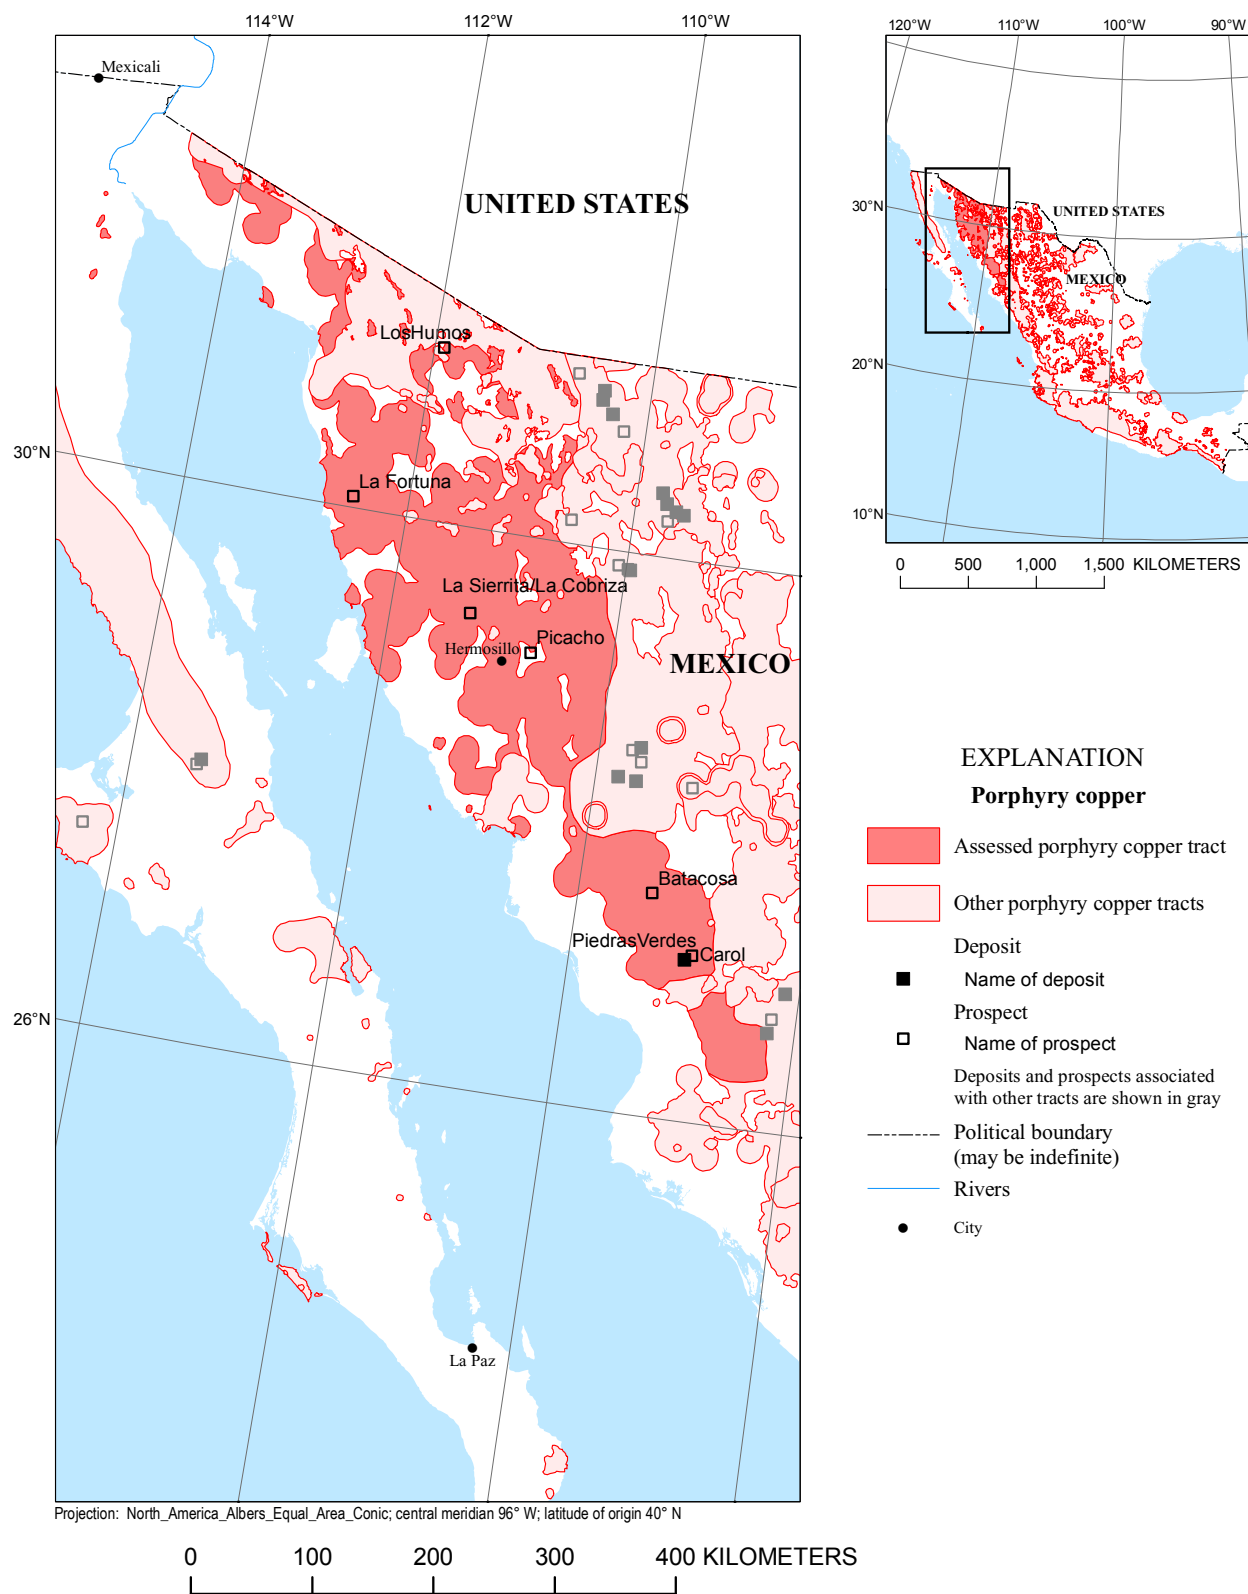 114°W
112°W
110°W
Mexicali
UNITED STATES
LosHumos
30°N
La Fortuna
La Sierrita/La Cobriza
Picacho
Hermosillo
MEXICO
Batacosa
PiedrasVerdes
Carol
26°N
La Paz
Projection: North_America_Albers_Equal_Area_Conic; central meridian 96° W; latitude of origin 40° N
0 100 200 300 400 KILOMETERS
120°W
110°W
100°W
90°W
30°N
UNITED STATES
MEXICO
20°N
10°N
0 500 1,000 1,500 KILOMETERS
EXPLANATION
Porphyry copper
Assessed porphyry copper tract
Other porphyry copper tracts
Deposit
Name of deposit
Prospect
Name of prospect
Deposits and prospects associated
with other tracts are shown in gray
Political boundary
(may be indefinite)
Rivers
City